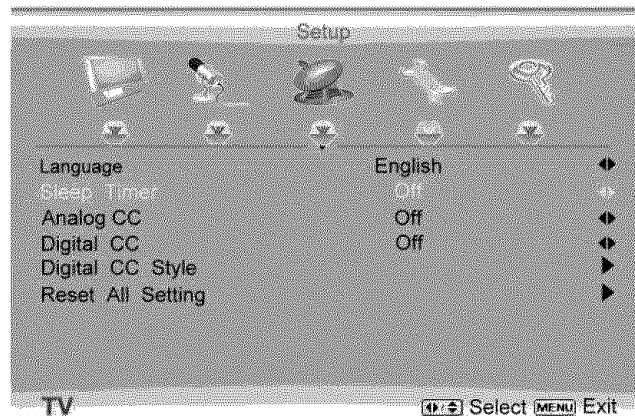 Setup
Language English
Sleep Timer Off
Analog CC Off
Digital CC Off
Digital CC Style
Reset All Setting
TV Select MENU Exit